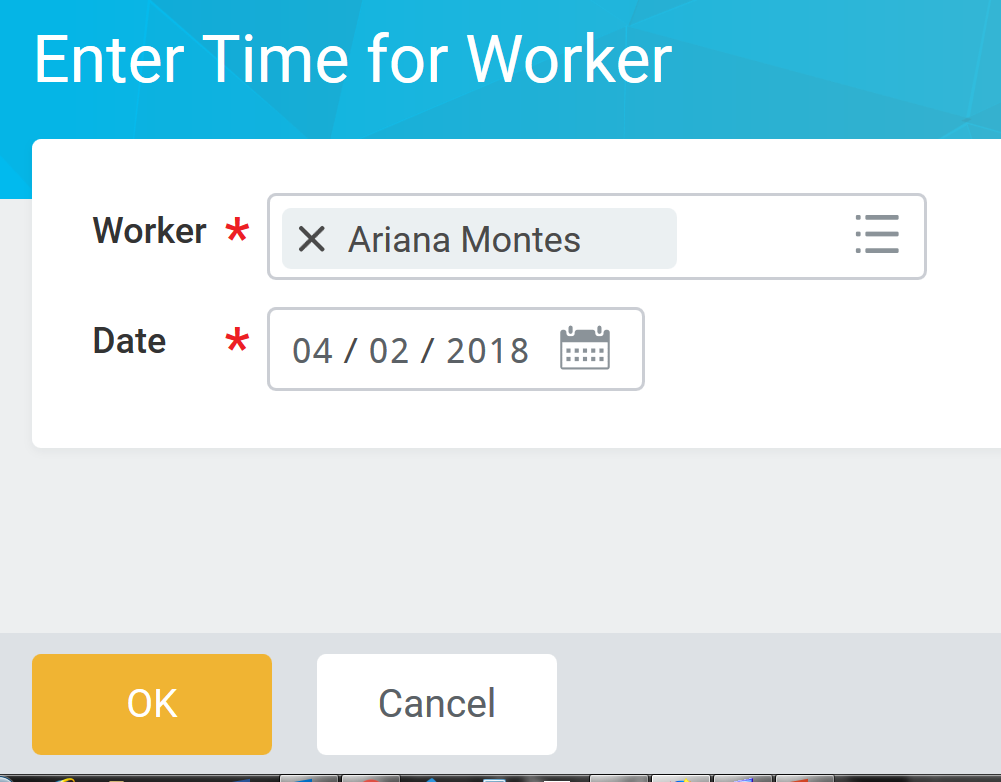 Enter Time for Worker
Worker * Ariana Montes
Date * 04 / 02 / 2018
OK Cancel